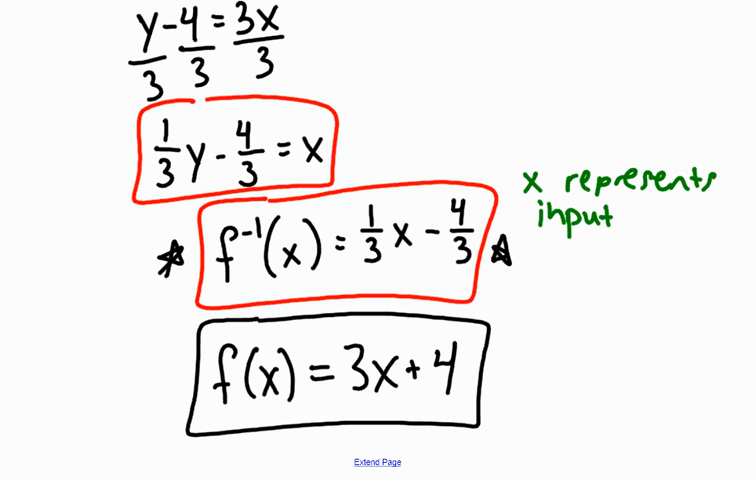 y/3 - 4/3 = 3x/3
1/3 y - 4/3 = x
x represents
input
f⁻¹(x) = 1/3 x - 4/3
f(x) = 3x + 4
Extend Page